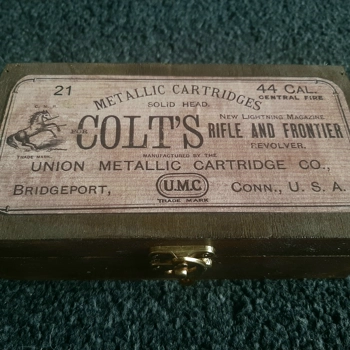 21 METALLIC CARTRIDGES 44 CAL.
SOLID HEAD. CENTRAL FIRE
FOR COLT'S NEW LIGHTNING MAGAZINE
RIFLE AND FRONTIER
REVOLVER.
TRADE MARK. MANUFACTURED BY THE
UNION METALLIC CARTRIDGE CO.,
BRIDGEPORT, U.M.C. CONN., U. S. A.
TRADE MARK